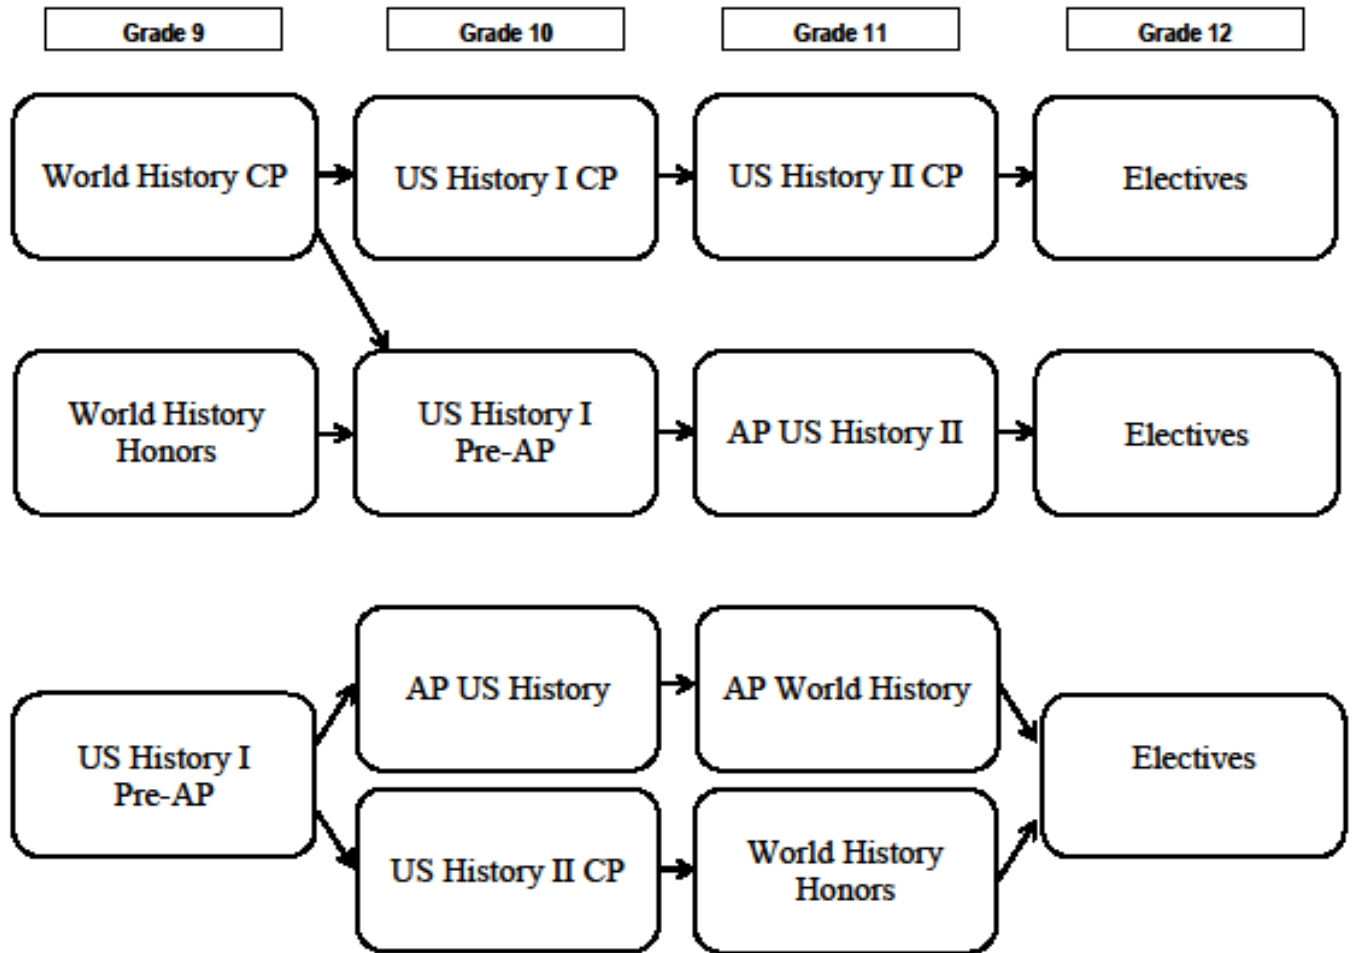 Grade 9
Grade 10
Grade 11
Grade 12
World History CP
US History I CP
US History II CP
Electives
World History
Honors
US History I
Pre-AP
AP US History II
Electives
US History I
Pre-AP
AP US History
AP World History
Electives
US History II CP
World History
Honors